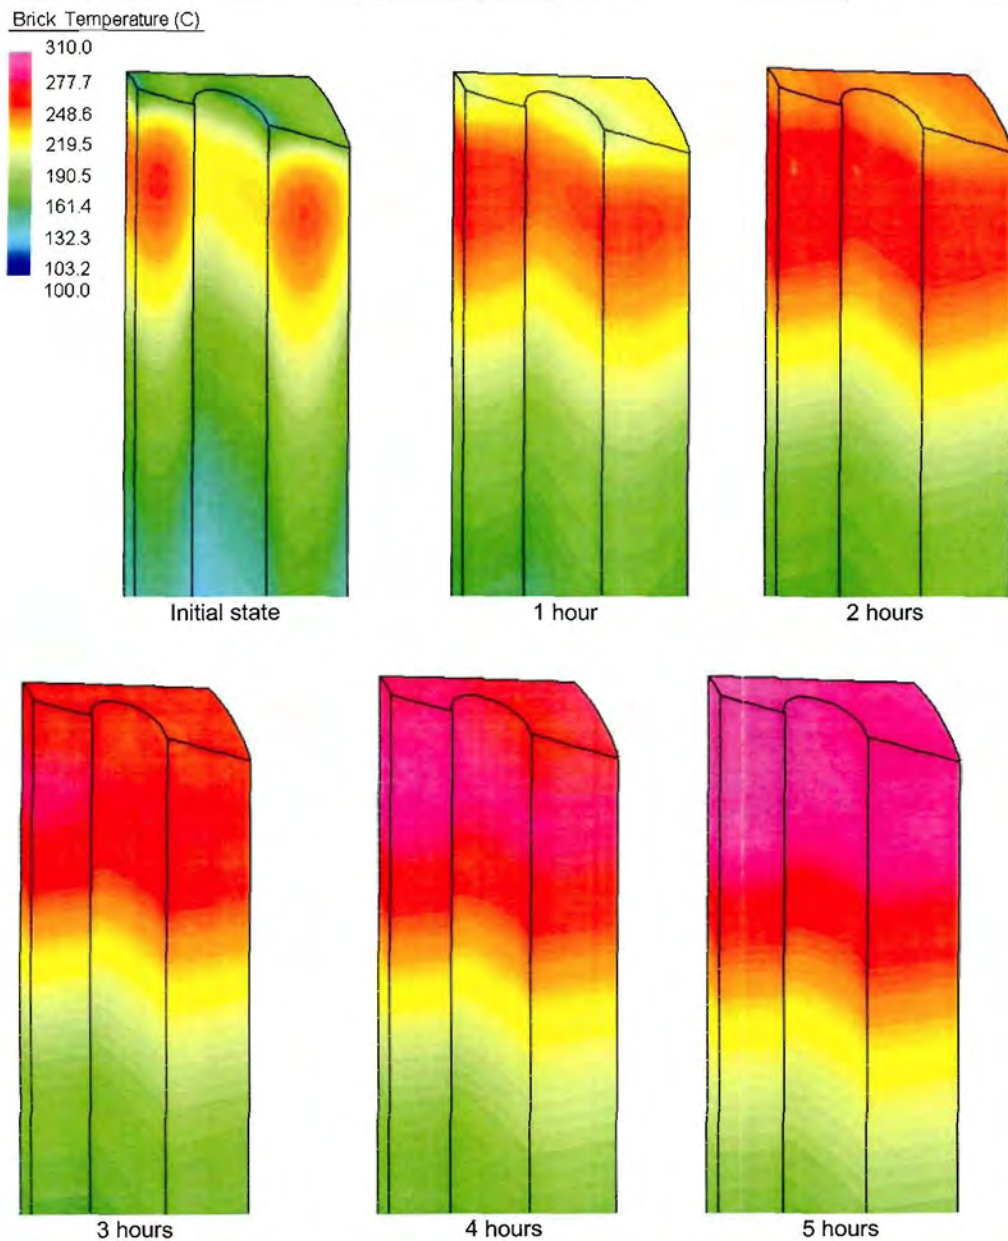 Brick Temperature (C)
310.0
277.7
248.6
219.5
190.5
161.4
132.3
103.2
100.0
Initial state
1 hour
2 hours
3 hours
4 hours
5 hours